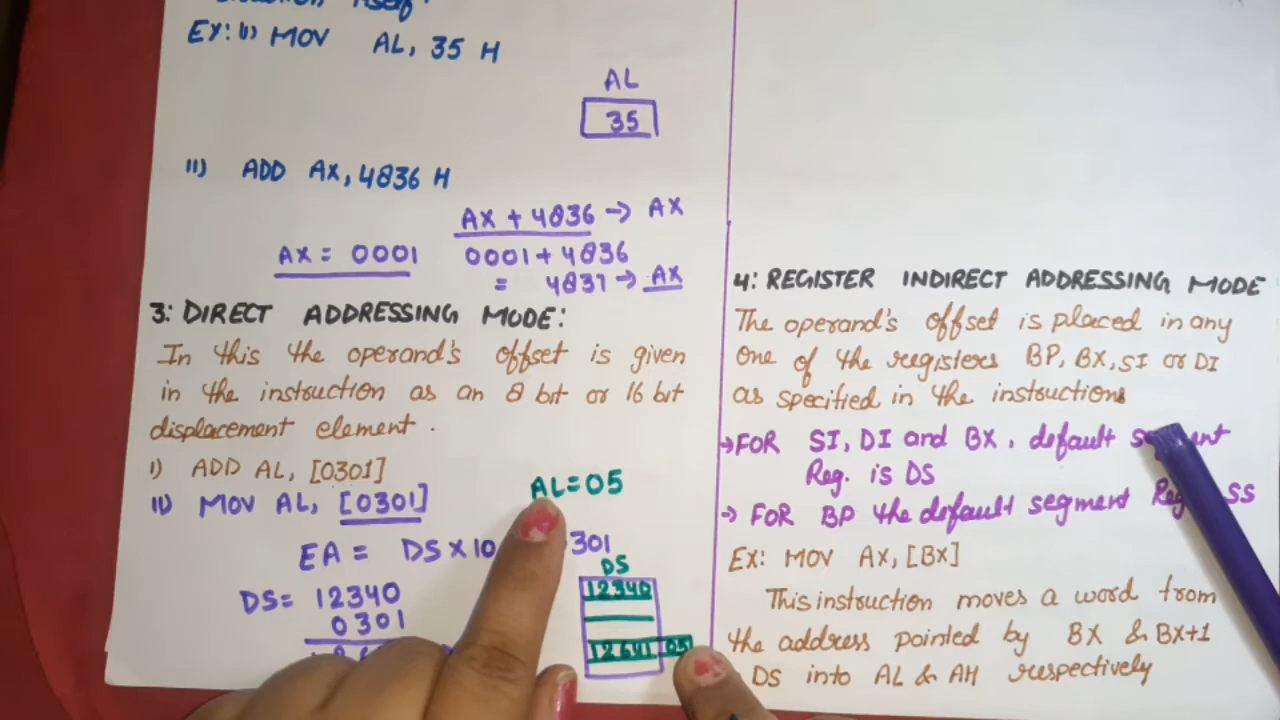 Itself.
Ex: i) MOV AL, 35 H
AL
35
ii) ADD AX, 4836 H
AX + 4836 → AX
AX = 0001 0001 + 4836
= 4837 → AX
3: DIRECT ADDRESSING MODE:
In this the operand's offset is given
in the instruction as an 8 bit or 16 bit
displacement element.
i) ADD AL, [0301]
ii) MOV AL, [0301]
AL = 05
EA = DS X 10 301
DS = 12340
0301
DS
12340
12641 05
4: REGISTER INDIRECT ADDRESSING MODE
The operand's offset is placed in any
one of the registers BP, BX, SI or DI
as specified in the instructions
→ FOR SI, DI and BX, default segment
Reg. is DS
→ FOR BP the default segment Reg SS
EX: MOV AX, [BX]
This instruction moves a word from
the address pointed by BX & BX+1
DS into AL & AH respectively